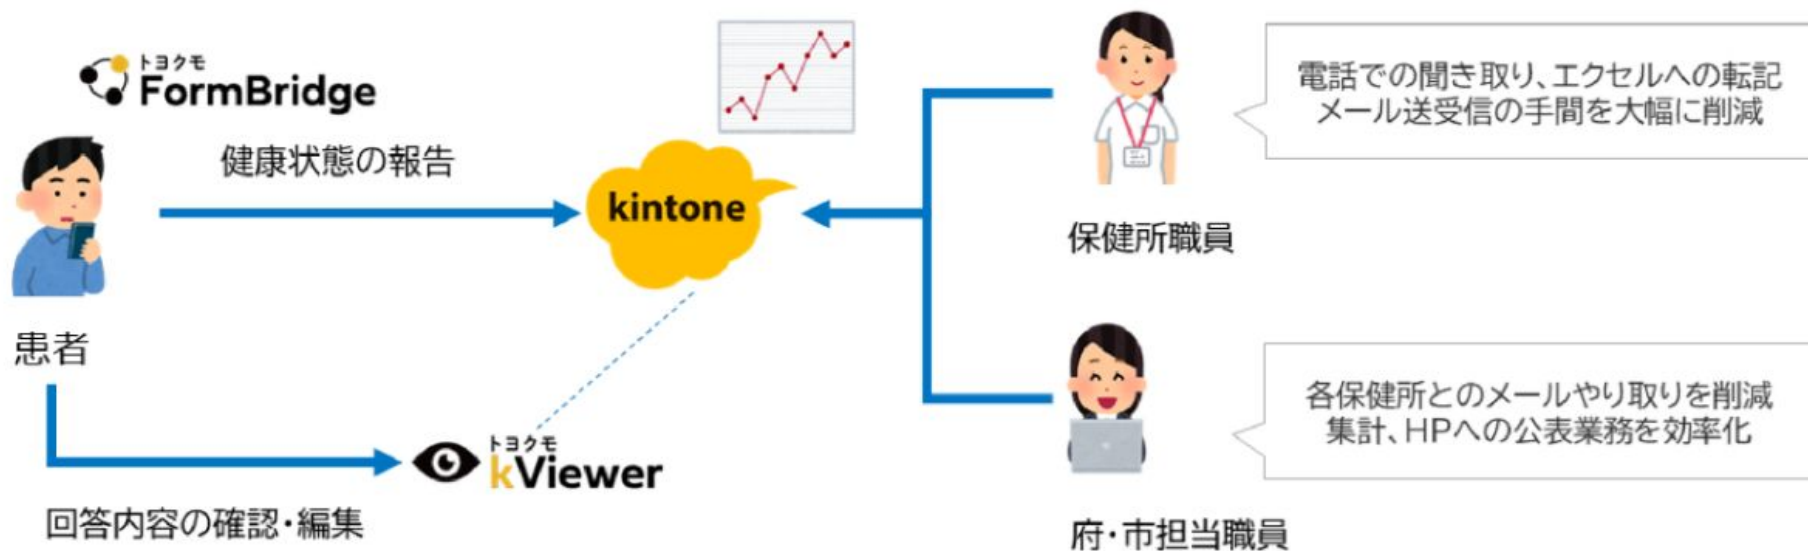 トヨクモ
FormBridge
健康状態の報告
患者
kintone
トヨクモ
kViewer
回答内容の確認・編集
保健所職員
電話での聞き取り、エクセルへの転記
メール送受信の手間を大幅に削減
府・市担当職員
各保健所とのメールやり取りを削減
集計、HPへの公表業務を効率化